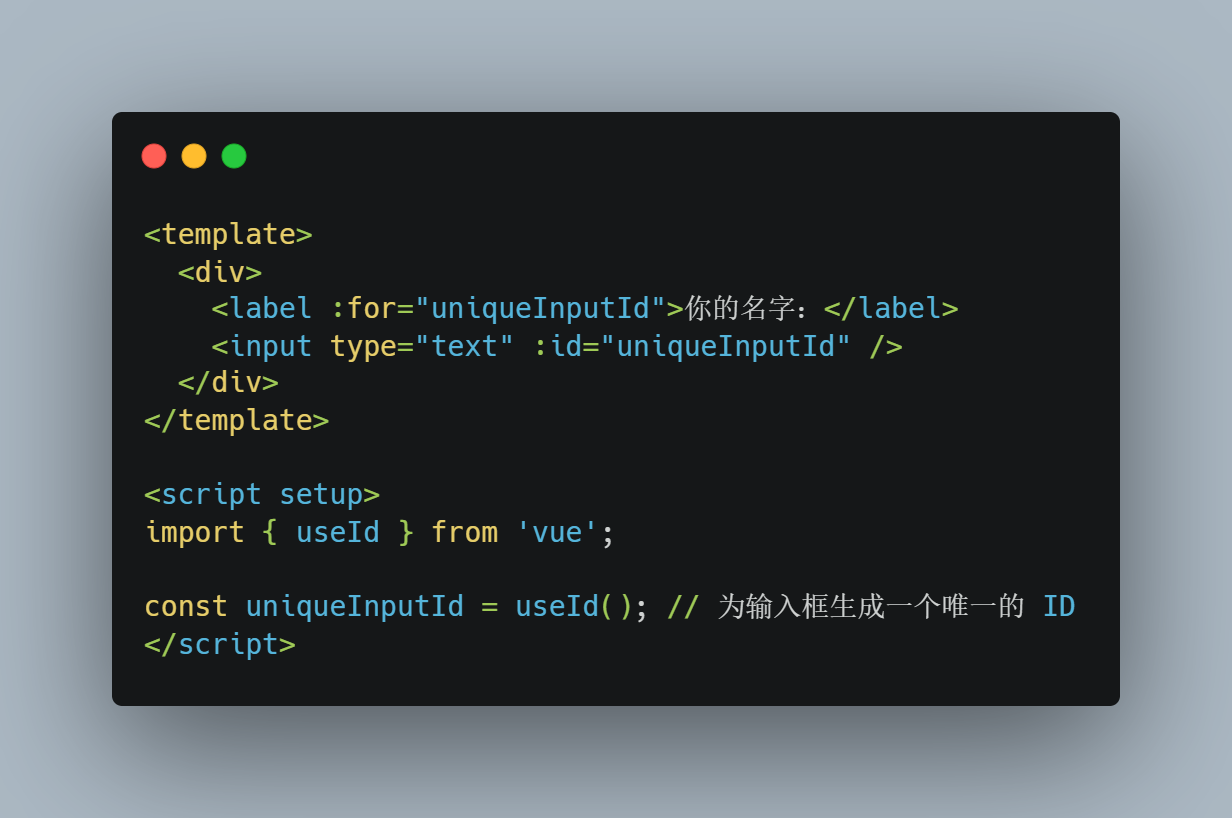 <template>
  <div>
    <label :for="uniqueInputId">你的名字：</label>
    <input type="text" :id="uniqueInputId" />
  </div>
</template>

<script setup>
import { useId } from 'vue';

const uniqueInputId = useId(); // 为输入框生成一个唯一的 ID
</script>